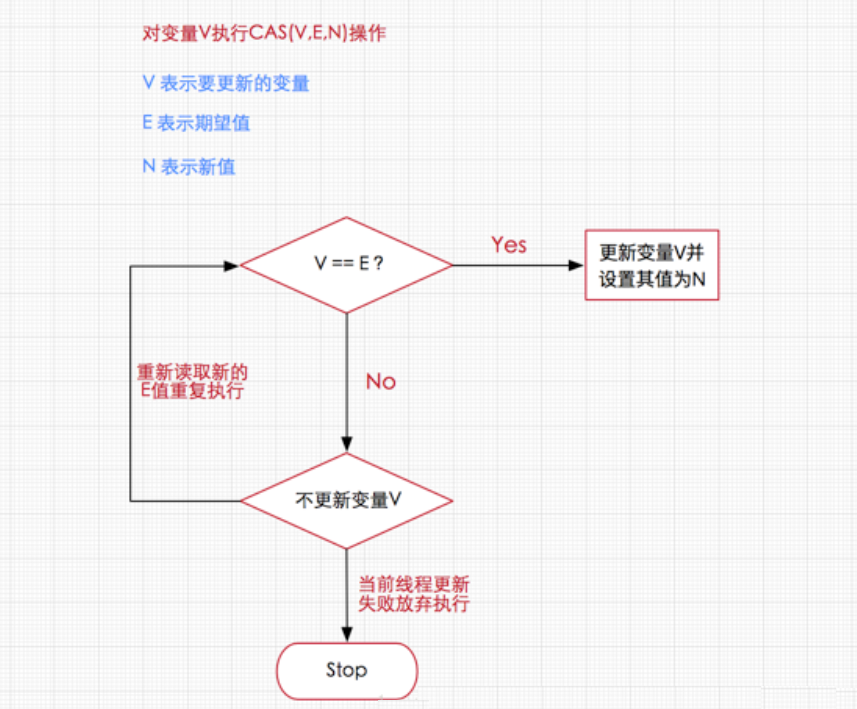 对变量V执行CAS(V,E,N)操作
V 表示要更新的变量
E 表示期望值
N 表示新值
V == E ?
Yes
更新变量V并
设置其值为N
重新读取新的
E值重复执行
No
不更新变量V
当前线程更新
失败放弃执行
Stop